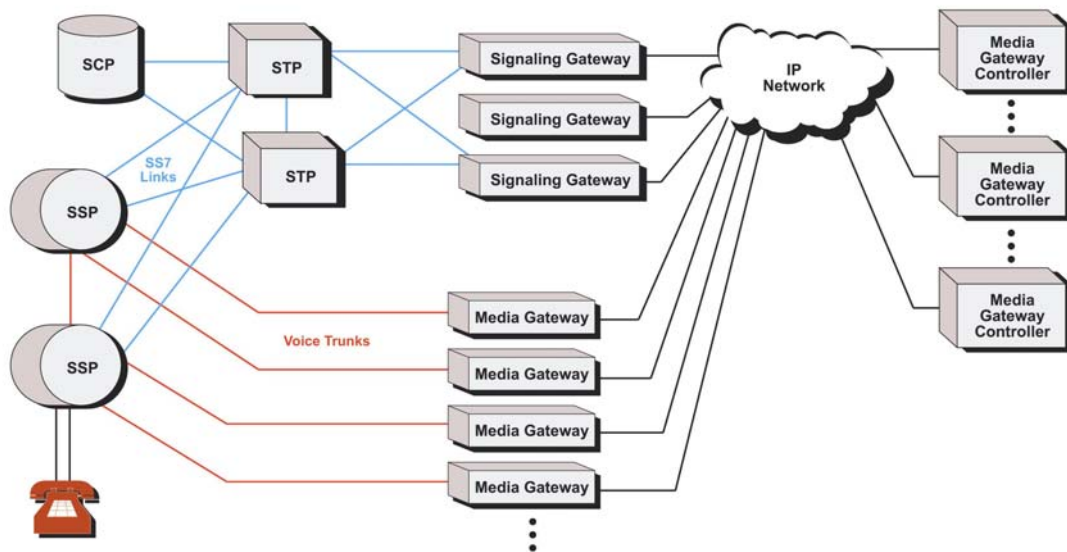 SCP
STP
Signaling Gateway
IP
Network
Media
Gateway
Controller
Signaling Gateway
STP
Signaling Gateway
Media
Gateway
Controller
SS7
Links
SSP
Media
Gateway
Controller
Media Gateway
Voice Trunks
SSP
Media Gateway
Media Gateway
Media Gateway